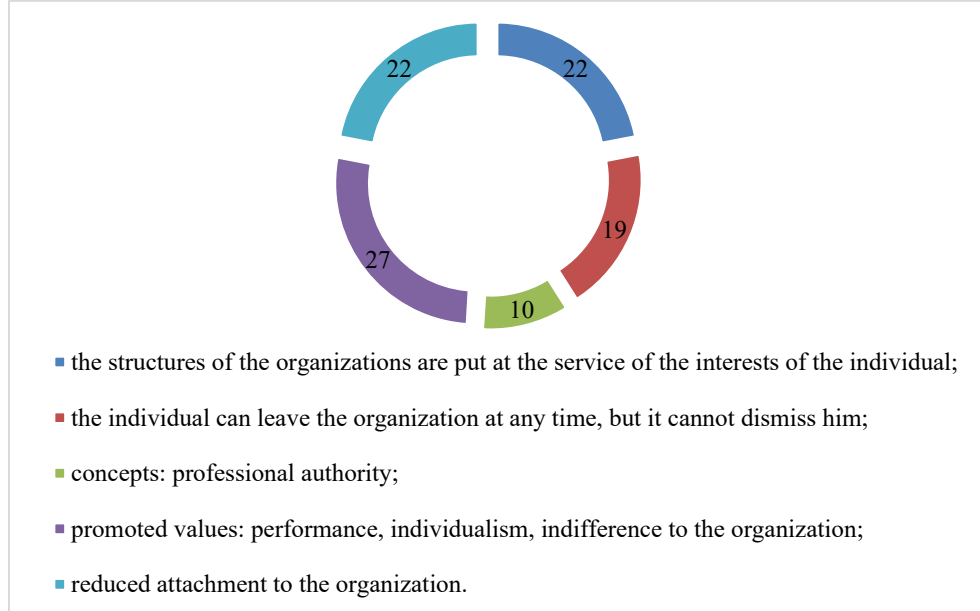 22
22
19
27
10
the structures of the organizations are put at the service of the interests of the individual;
the individual can leave the organization at any time, but it cannot dismiss him;
concepts: professional authority;
promoted values: performance, individualism, indifference to the organization;
reduced attachment to the organization.